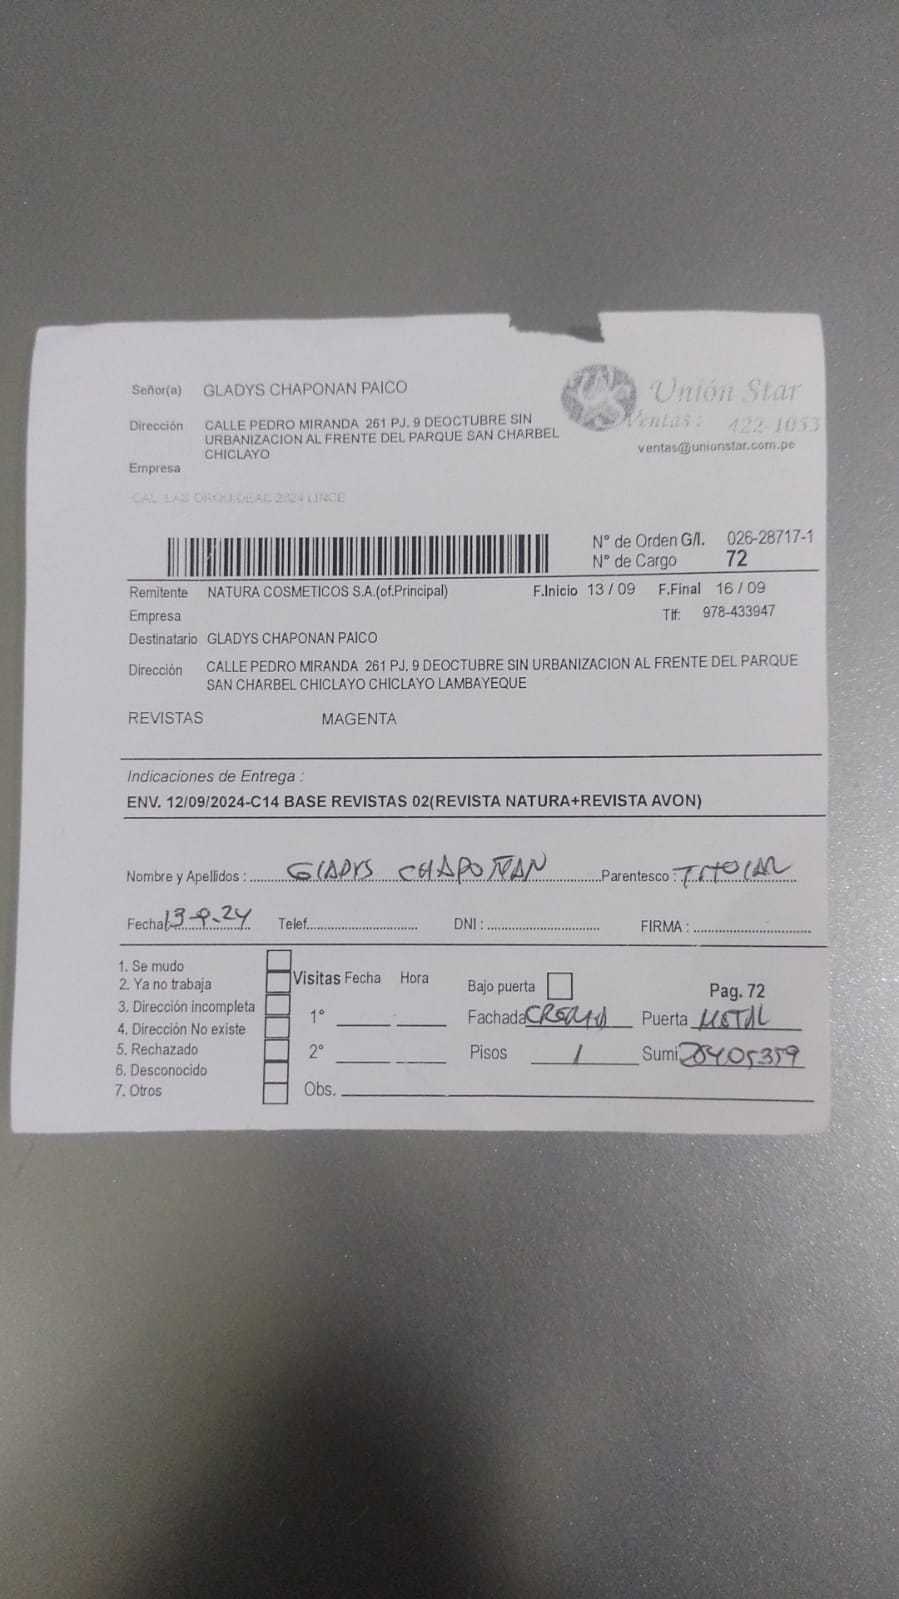 Señor(a) GLADYS CHAPONAN PAICO
Unión Star
Ventas: 422-1053
ventas@unionstar.com.pe
Dirección CALLE PEDRO MIRANDA 261 PJ. 9 DEOCTUBRE SIN
URBANIZACION AL FRENTE DEL PARQUE SAN CHARBEL
CHICLAYO
Empresa
CAL. LAS ORQUIDEAS 2824 LINCE
N° de Orden G/I. 026-28717-1
N° de Cargo 72
Remitente NATURA COSMETICOS S.A.(of.Principal) F.Inicio 13 / 09 F.Final 16 / 09
Empresa Tlf: 978-433947
Destinatario GLADYS CHAPONAN PAICO
Dirección CALLE PEDRO MIRANDA 261 PJ. 9 DEOCTUBRE SIN URBANIZACION AL FRENTE DEL PARQUE
SAN CHARBEL CHICLAYO CHICLAYO LAMBAYEQUE
REVISTAS MAGENTA
Indicaciones de Entrega :
ENV. 12/09/2024-C14 BASE REVISTAS 02(REVISTA NATURA+REVISTA AVON)
Nombre y Apellidos : GLADYS CHAPOÑAN Parentesco : TITULAR
Fecha 13-9-24 Telef. DNI : FIRMA :
1. Se mudo
2. Ya no trabaja
3. Dirección incompleta
4. Dirección No existe
5. Rechazado
6. Desconocido
7. Otros
Visitas Fecha Hora
1°
2°
Obs.
Bajo puerta Pag. 72
Fachada CREMA Puerta METAL
Pisos 1 Sumi 25405359